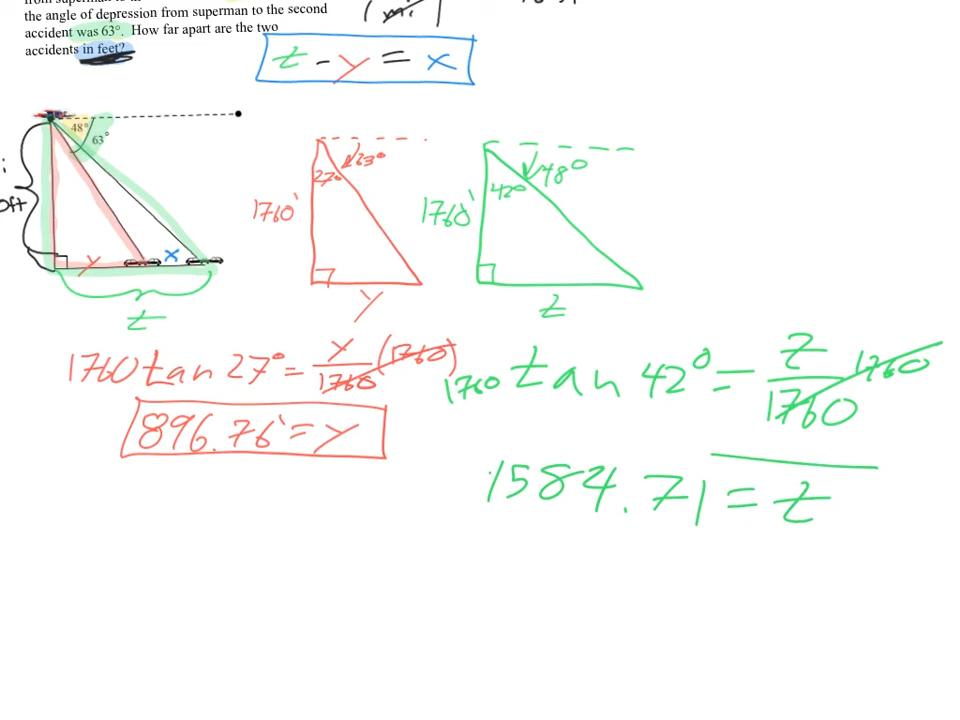 the angle of depression from superman to the second
accident was 63°. How far apart are the two
accidents in feet?
(mi)
z - y = x
48°
63°
oft
y x
z
63°
27°
1760'
y
48°
42°
1760'
z
1760 tan 27° = y/1760 (1760)
896.76' = y
1760 tan 42° = z/1760 1760
1584.71 = z